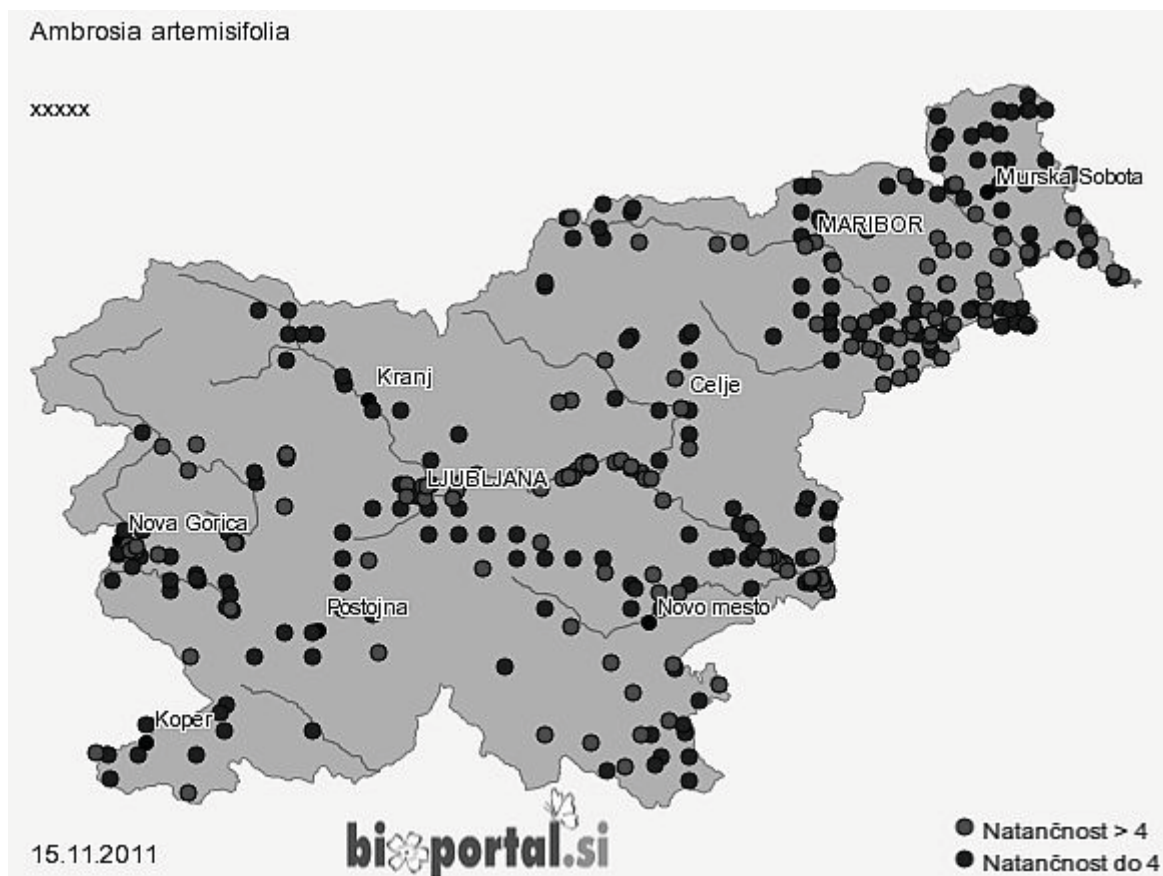 Ambrosia artemisifolia
xxxxx
Murska Sobota
MARIBOR
Kranj
Celje
LJUBLJANA
Nova Gorica
Postojna
Novo mesto
Koper
bioportal.si
Natančnost > 4
15.11.2011
Natančnost do 4